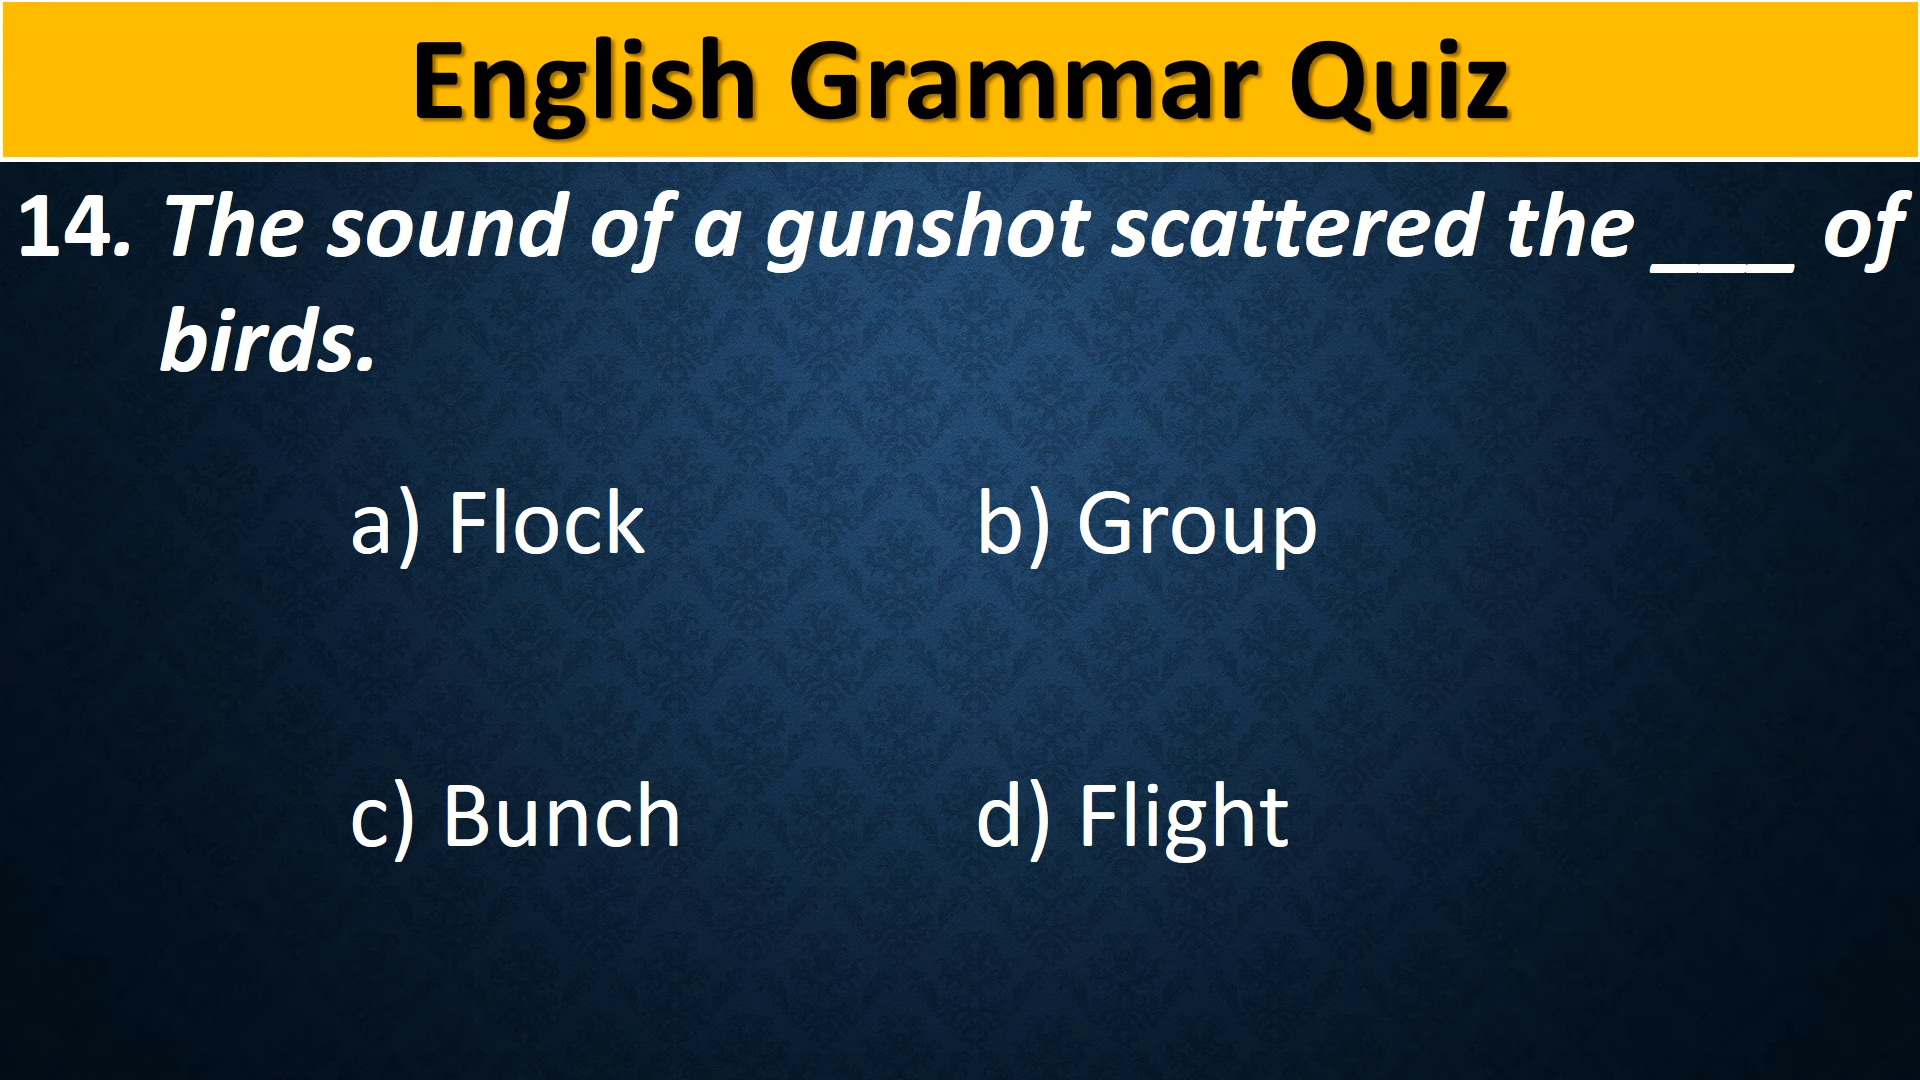 English Grammar Quiz
14. The sound of a gunshot scattered the ___ of
birds.
a) Flock b) Group
c) Bunch d) Flight